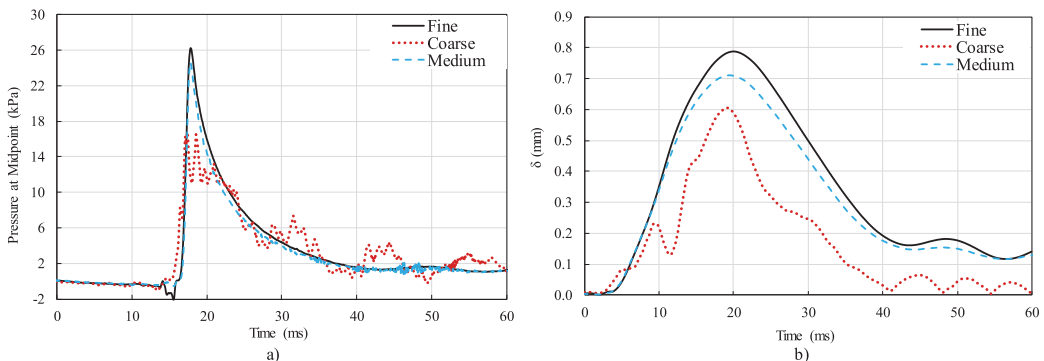 30
26
22
18
14
10
6
2
-2
Pressure at Midpoint (kPa)
Fine
Coarse
Medium
0 10 20 30 40 50 60
Time (ms)
a)
0.9
0.8
0.7
0.6
0.5
0.4
0.3
0.2
0.1
0.0
δ (mm)
Fine
Coarse
Medium
0 10 20 30 40 50 60
Time (ms)
b)